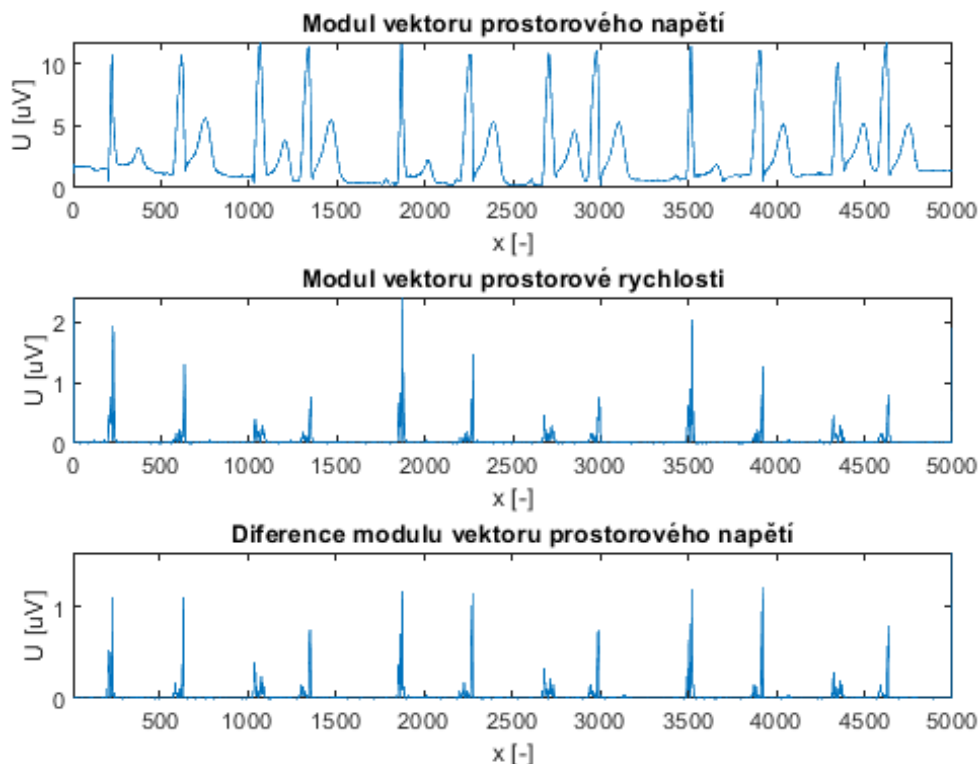 Modul vektoru prostorového napětí
10
5
0
U [uV]
0 500 1000 1500 2000 2500 3000 3500 4000 4500 5000
x [-]
Modul vektoru prostorové rychlosti
2
1
0
U [uV]
0 500 1000 1500 2000 2500 3000 3500 4000 4500 5000
x [-]
Diference modulu vektoru prostorového napětí
1
0
U [uV]
500 1000 1500 2000 2500 3000 3500 4000 4500 5000
x [-]